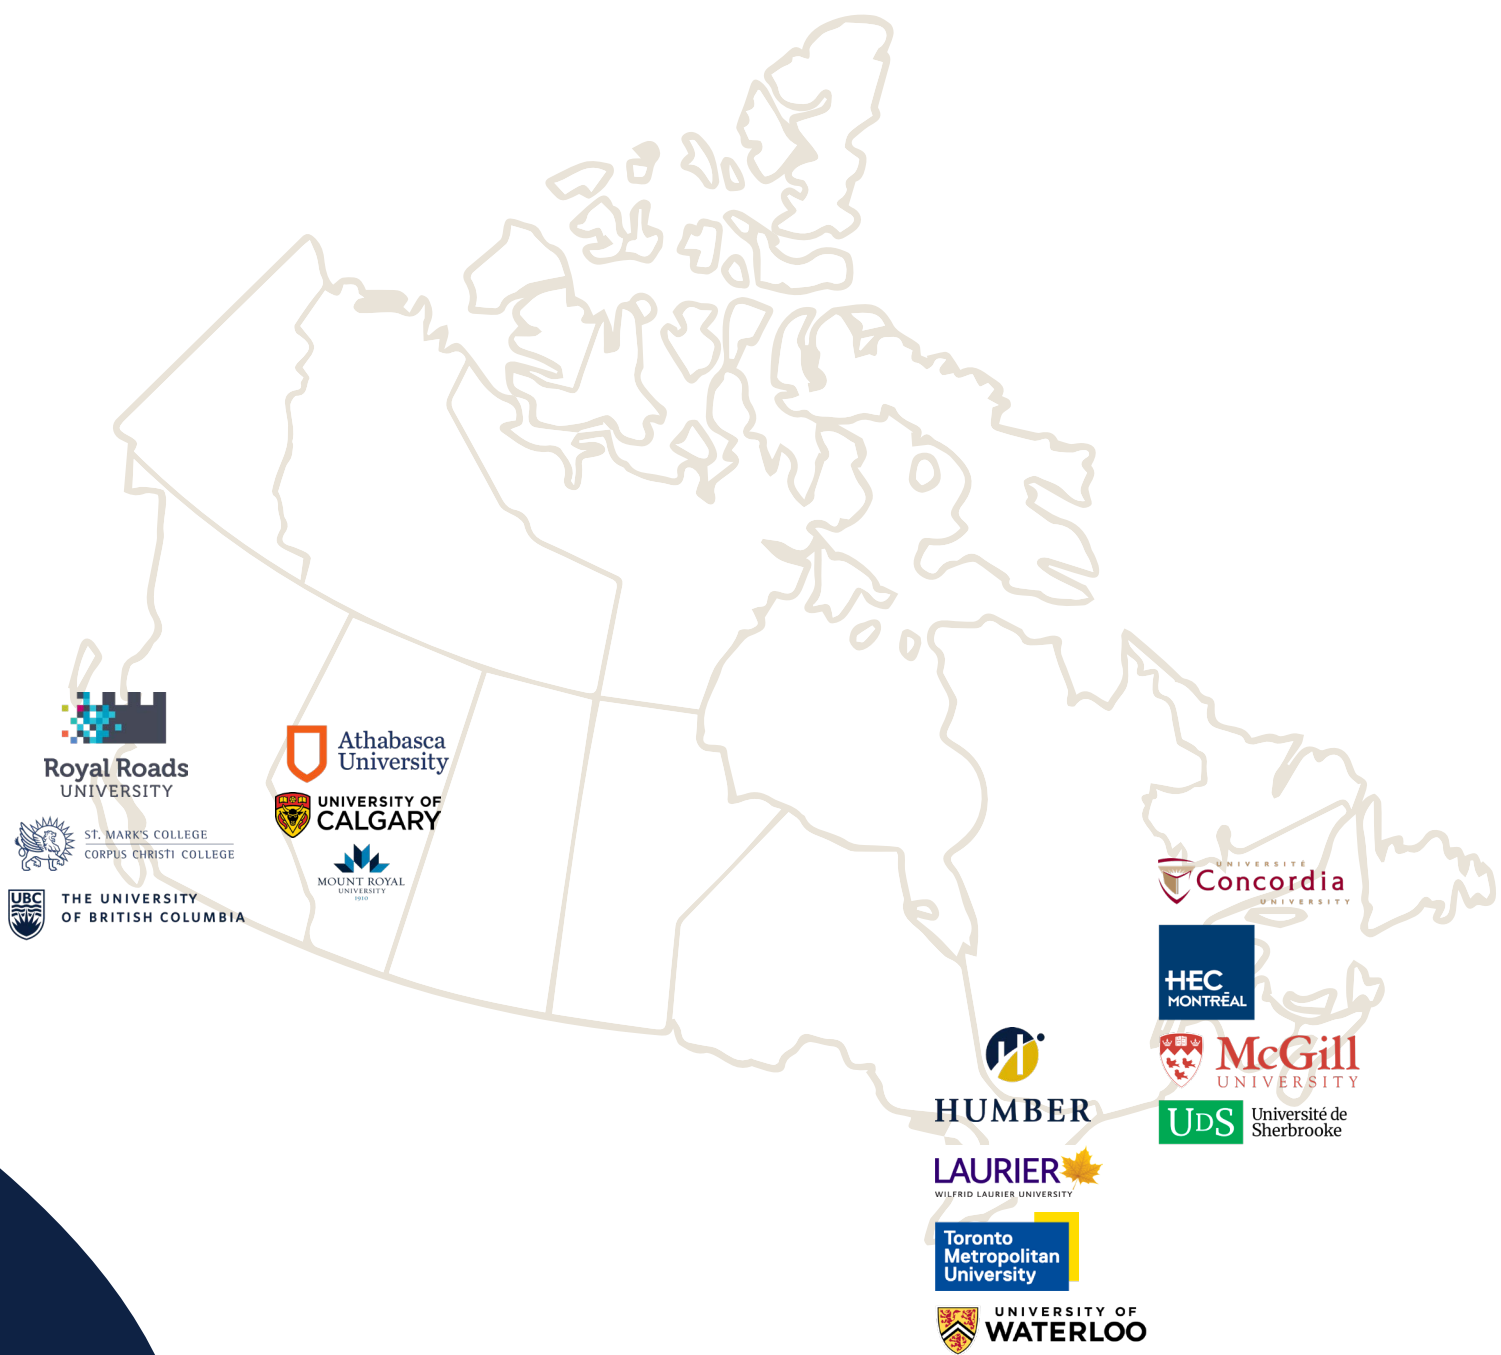 Royal Roads
UNIVERSITY
ST. MARK'S COLLEGE
CORPUS CHRISTI COLLEGE
UBC
THE UNIVERSITY
OF BRITISH COLUMBIA
Athabasca
University
UNIVERSITY OF
CALGARY
MOUNT ROYAL
UNIVERSITY
1910
UNIVERSITÉ
Concordia
UNIVERSITY
HEC
MONTRĒAL
McGill
UNIVERSITY
UDS
Université de
Sherbrooke
H
HUMBER
LAURIER
WILFRID LAURIER UNIVERSITY
Toronto
Metropolitan
University
UNIVERSITY OF
WATERLOO